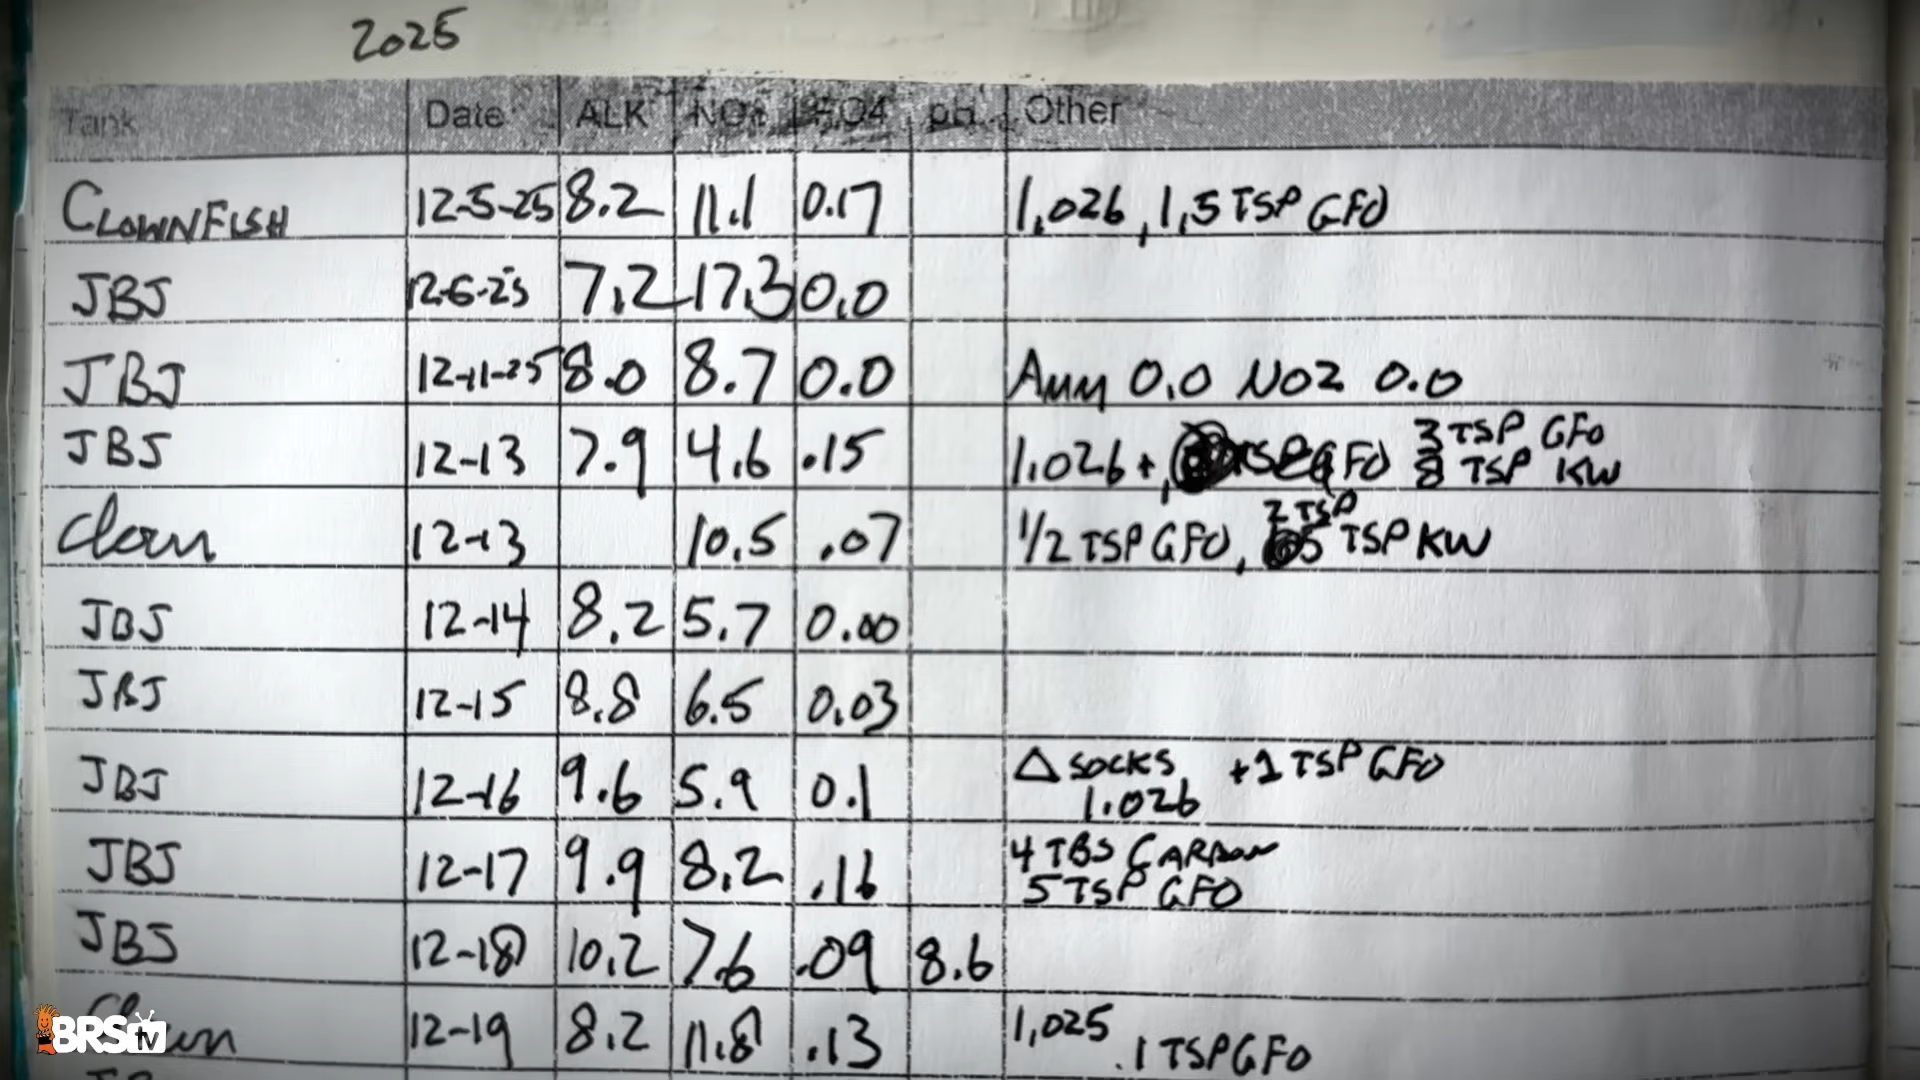 2025
Tank Date ALK NO3 PO4 pH Other
CLOWNFISH 12-5-25 8.2 11.1 0.17 1,026, 1,5 TSP GFO
JBJ 12-6-25 7,2 17.3 0,0
JBJ 12-11-25 8.0 8.7 0.0 Amm 0.0 NO2 0.0
3 TSP GFO
JBJ 12-13 7.9 4.6 .15 1.026 +, TSP GFO 8 TSP KW
2 TSP
Clown 12-13 10.5 .07 1/2 TSP GFO, 5 TSP KW
JBJ 12-14 8.2 5.7 0.00
JBJ 12-15 8.8 6.5 0.03
JBJ 12-16 9.6 5.9 0.1 Δ SOCKS, +1 TSP GFO
1.026
JBJ 12-17 9.9 8.2 .16 4 TBS CARBON
5 TSP GFO
JBJ 12-18 10.2 7.6 .09 8.6
Clown 12-19 8.2 11.8 .13 1,025
.1 TSP GFO
BRStv